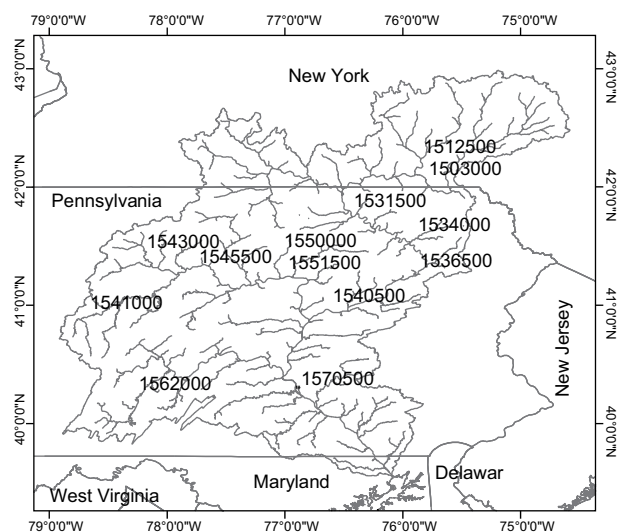 79°0'0"W 78°0'0"W 77°0'0"W 76°0'0"W 75°0'0"W
43°0'0"N 43°0'0"N
New York
1512500
1503000
42°0'0"N 42°0'0"N
Pennsylvania
1531500
1534000
1543000 1550000
1545500 1551500 1536500
1540500
1541000
41°0'0"N 41°0'0"N
New Jersey
1562000 1570500
40°0'0"N 40°0'0"N
Delawar
Maryland
West Virginia
79°0'0"W 78°0'0"W 77°0'0"W 76°0'0"W 75°0'0"W